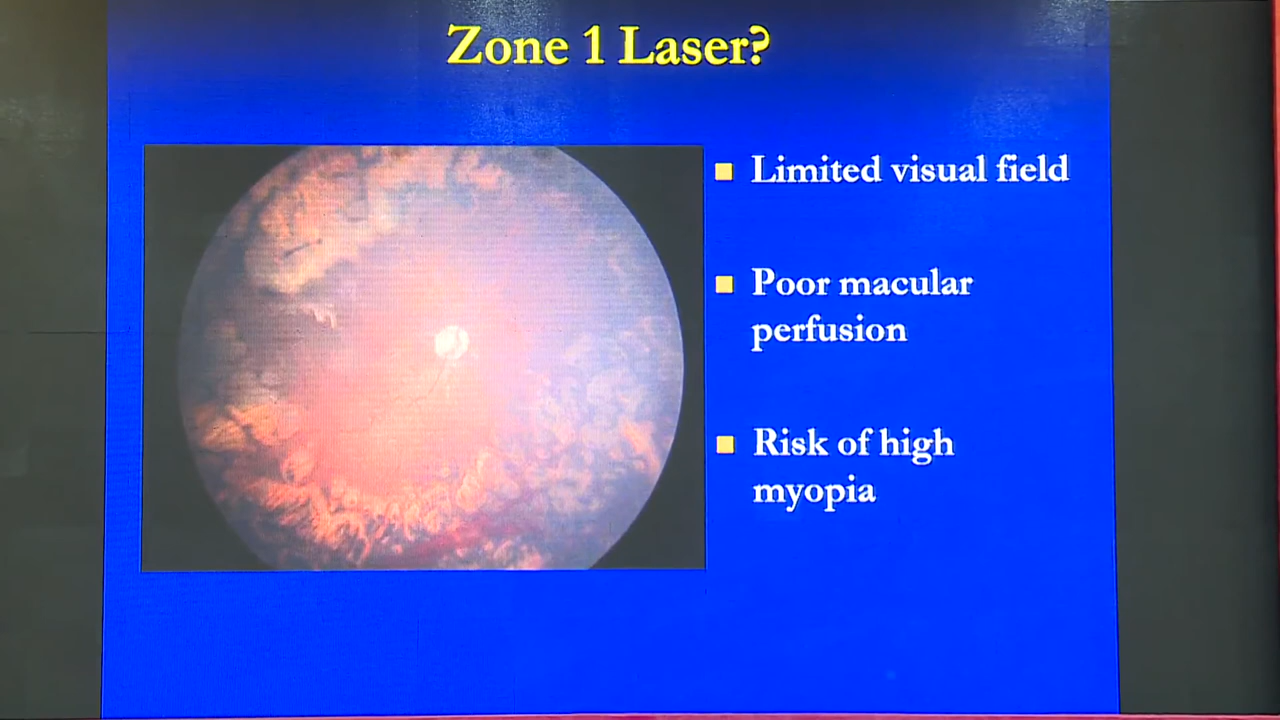 Zone 1 Laser?
Limited visual field
Poor macular
perfusion
Risk of high
myopia